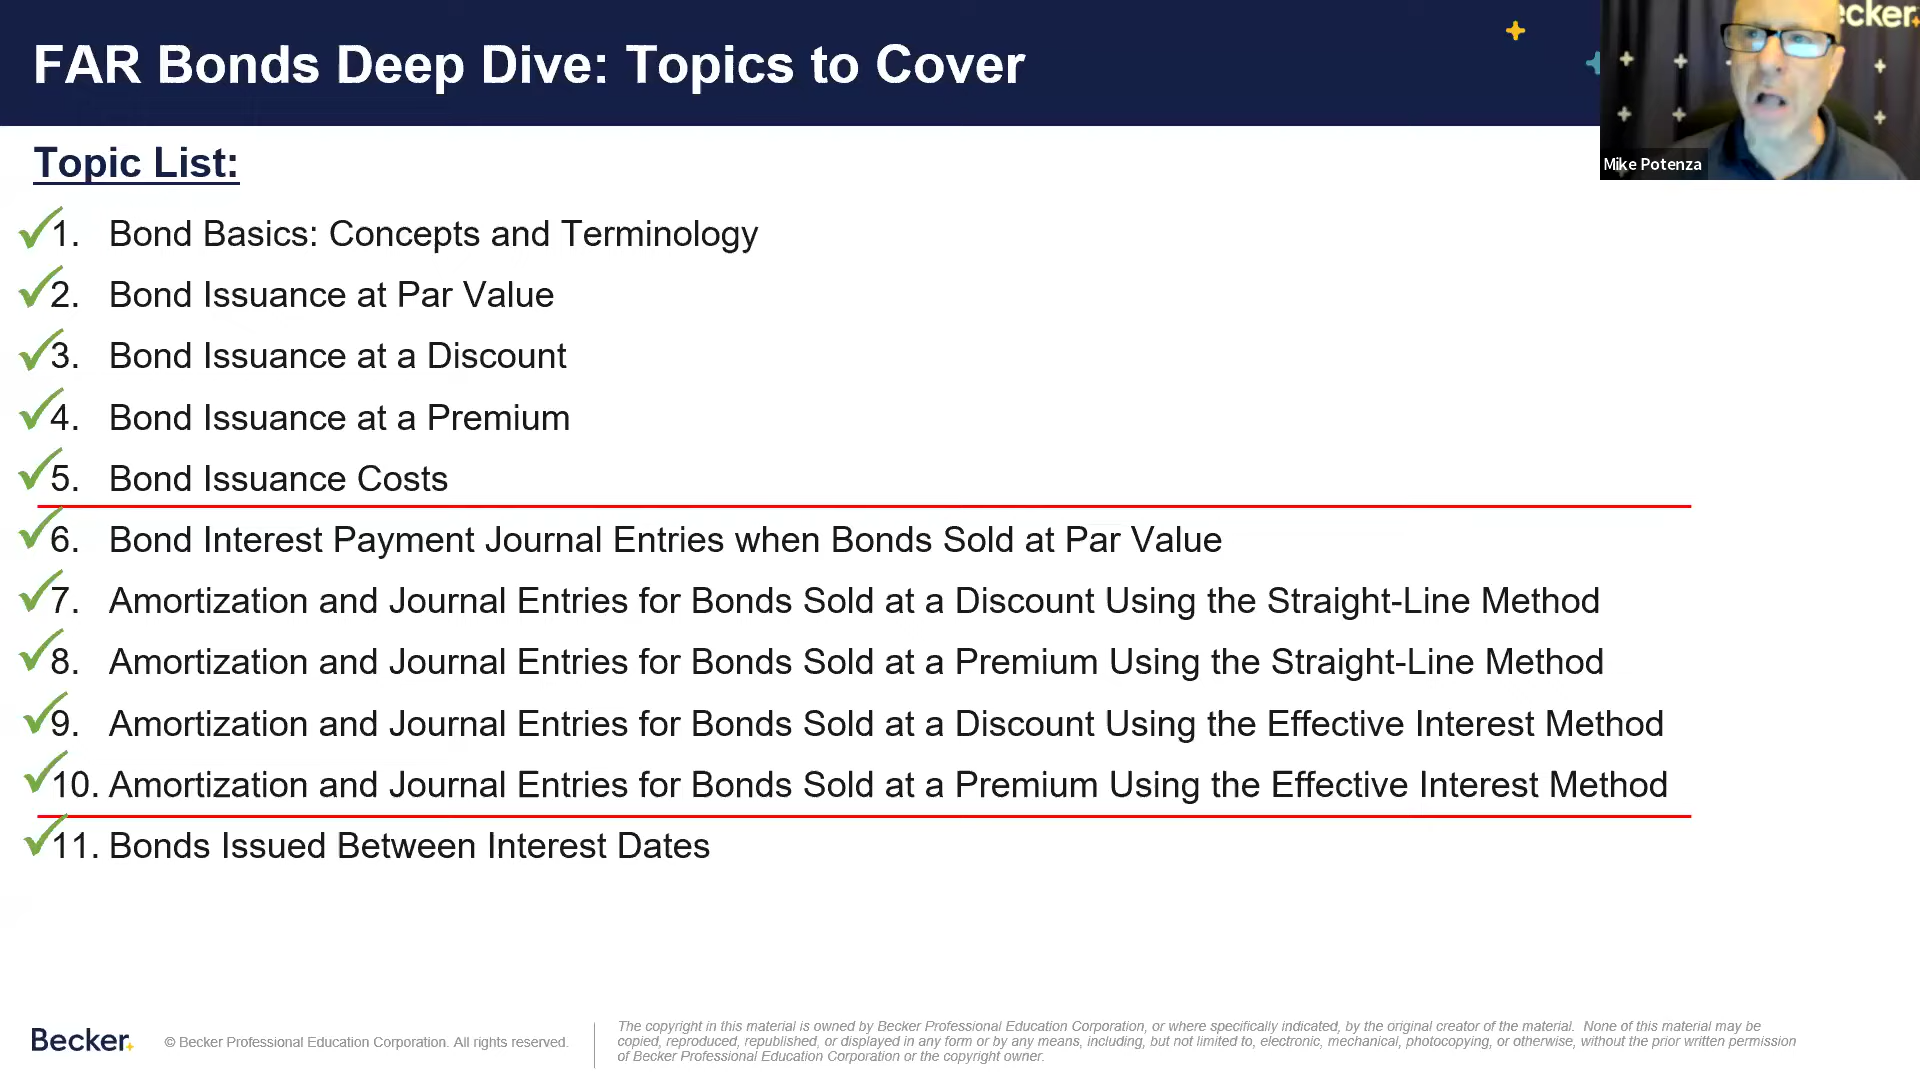 FAR Bonds Deep Dive: Topics to Cover
ecker.
Mike Potenza
Topic List:
1. Bond Basics: Concepts and Terminology
2. Bond Issuance at Par Value
3. Bond Issuance at a Discount
4. Bond Issuance at a Premium
5. Bond Issuance Costs
6. Bond Interest Payment Journal Entries when Bonds Sold at Par Value
7. Amortization and Journal Entries for Bonds Sold at a Discount Using the Straight-Line Method
8. Amortization and Journal Entries for Bonds Sold at a Premium Using the Straight-Line Method
9. Amortization and Journal Entries for Bonds Sold at a Discount Using the Effective Interest Method
10. Amortization and Journal Entries for Bonds Sold at a Premium Using the Effective Interest Method
11. Bonds Issued Between Interest Dates
Becker.
© Becker Professional Education Corporation. All rights reserved.
The copyright in this material is owned by Becker Professional Education Corporation, or where specifically indicated, by the original creator of the material. None of this material may be
copied, reproduced, republished, or displayed in any form or by any means, including, but not limited to, electronic, mechanical, photocopying, or otherwise, without the prior written permission
of Becker Professional Education Corporation or the copyright owner.